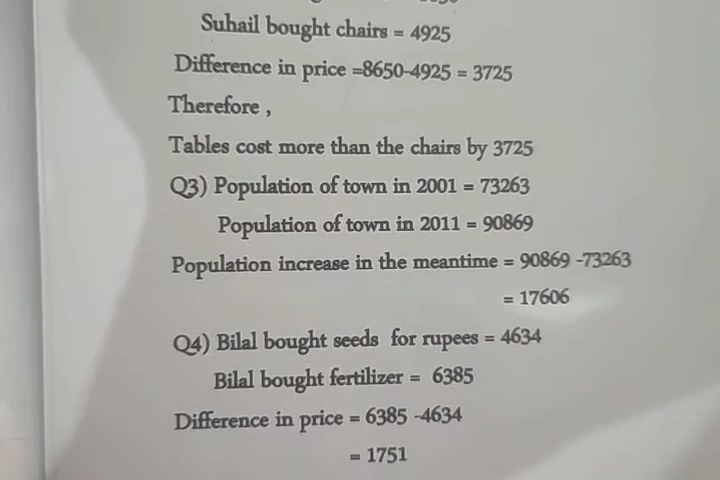 Suhail bought chairs = 4925
Difference in price =8650-4925 = 3725
Therefore ,
Tables cost more than the chairs by 3725
Q3) Population of town in 2001 = 73263
Population of town in 2011 = 90869
Population increase in the meantime = 90869 -73263
= 17606
Q4) Bilal bought seeds for rupees = 4634
Bilal bought fertilizer = 6385
Difference in price = 6385 -4634
= 1751